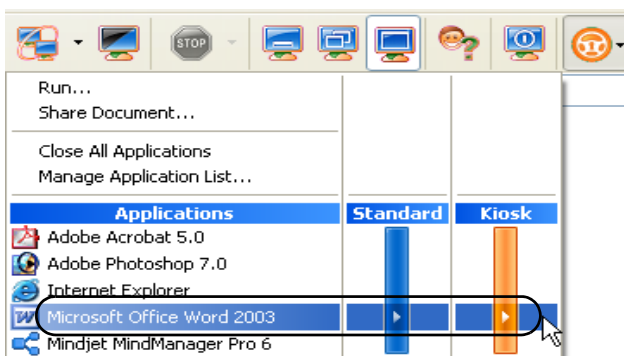 STOP
Run...
Share Document...
Close All Applications
Manage Application List...
Applications Standard Kiosk
Adobe Acrobat 5.0
Adobe Photoshop 7.0
Internet Explorer
Microsoft Office Word 2003
Mindjet MindManager Pro 6